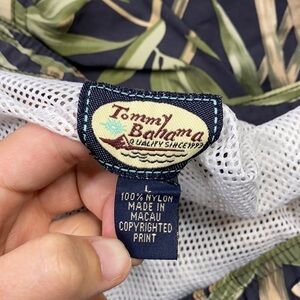 Tommy
Bahama
QUALITY SINCE 1993
L
100% NYLON
MADE IN
MACAU
COPYRIGHTED
PRINT